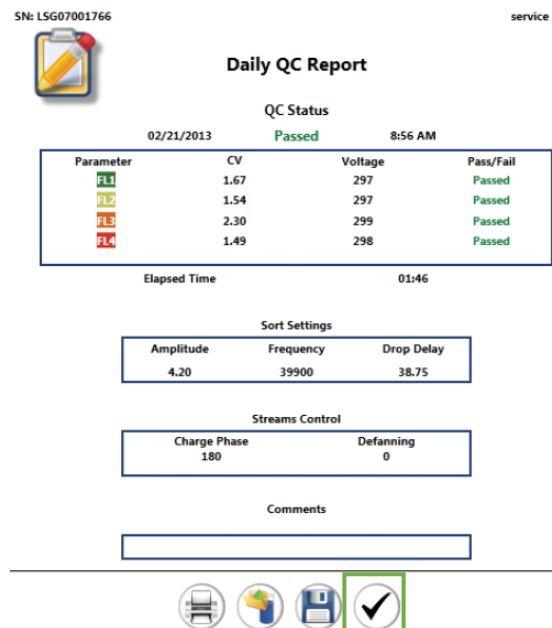 SN: LSG07001766 service
Daily QC Report
QC Status
02/21/2013 Passed 8:56 AM
Parameter CV Voltage Pass/Fail
FL1 1.67 297 Passed
FL2 1.54 297 Passed
FL3 2.30 299 Passed
FL4 1.49 298 Passed
Elapsed Time 01:46
Sort Settings
Amplitude Frequency Drop Delay
4.20 39900 38.75
Streams Control
Charge Phase Defanning
180 0
Comments